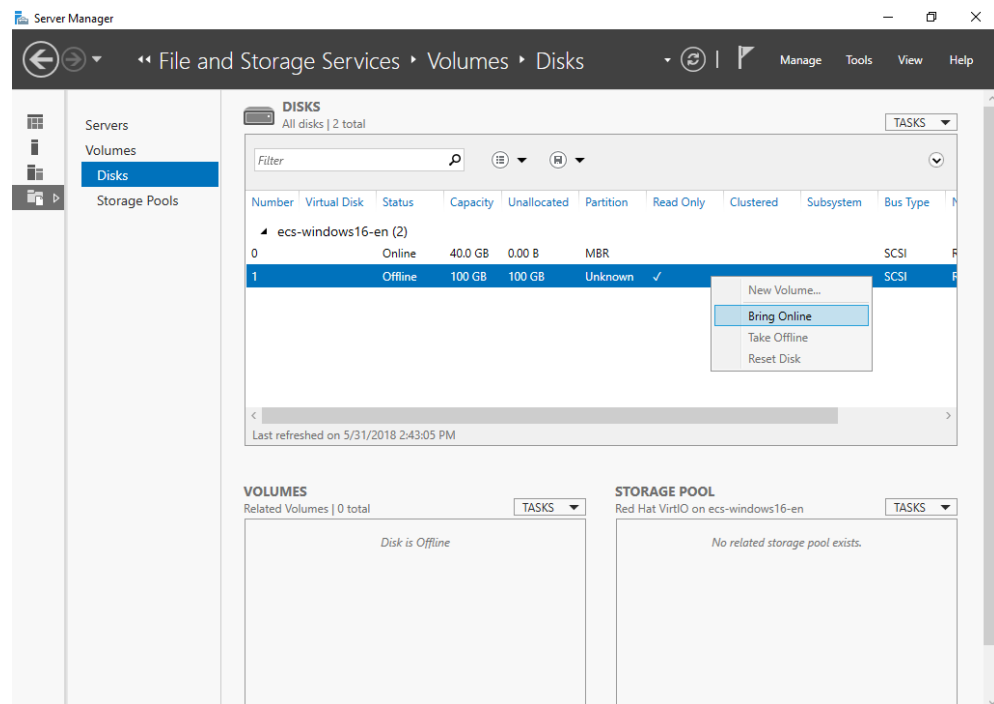 Server Manager
File and Storage Services Volumes Disks Manage Tools View Help
Servers
Volumes
Disks
Storage Pools
DISKS
All disks | 2 total
TASKS
Filter
Number Virtual Disk Status Capacity Unallocated Partition Read Only Clustered Subsystem Bus Type N
ecs-windows16-en (2)
0 Online 40.0 GB 0.00 B MBR SCSI R
1 Offline 100 GB 100 GB Unknown ✓ SCSI R
New Volume...
Bring Online
Take Offline
Reset Disk
Last refreshed on 5/31/2018 2:43:05 PM
VOLUMES
Related Volumes | 0 total
TASKS
Disk is Offline
STORAGE POOL
Red Hat VirtIO on ecs-windows16-en
TASKS
No related storage pool exists.